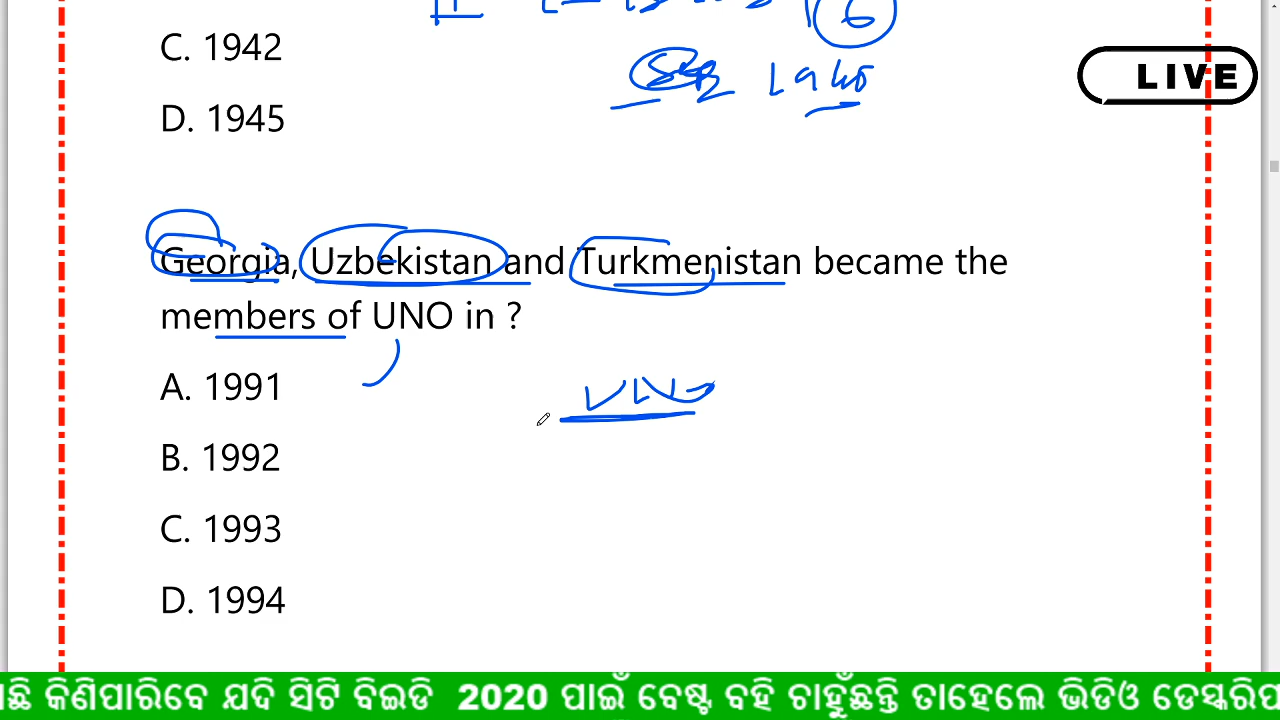 C. 1942
LIVE
D. 1945
Georgia, Uzbekistan and Turkmenistan became the
members of UNO in ?
A. 1991
UNO
B. 1992
C. 1993
D. 1994
ଛି କିଣିପାରିବେ ଯଦି ସିଟି ବିଇଡି 2020 ପାଇଁ ବେଷ୍ଟ ବହି ଚାହୁଁଛନ୍ତି ତାହେଲେ ଭିଡିଓ ଡେସ୍କରିପ